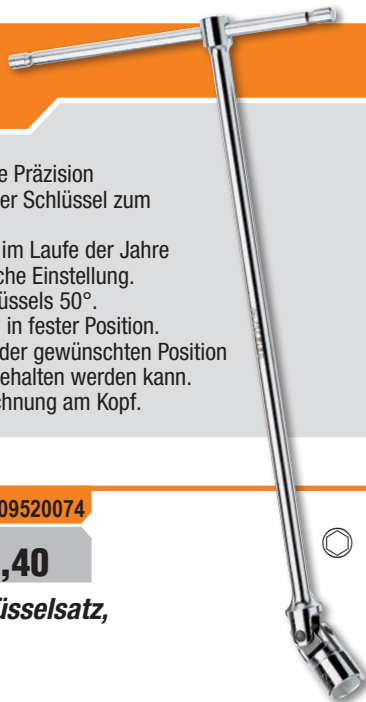 e Präzision
er Schlüssel zum
im Laufe der Jahre
che Einstellung.
üssels 50°.
in fester Position.
der gewünschten Position
ehalten werden kann.
chnung am Kopf.
09520074
,40
üsselsatz,